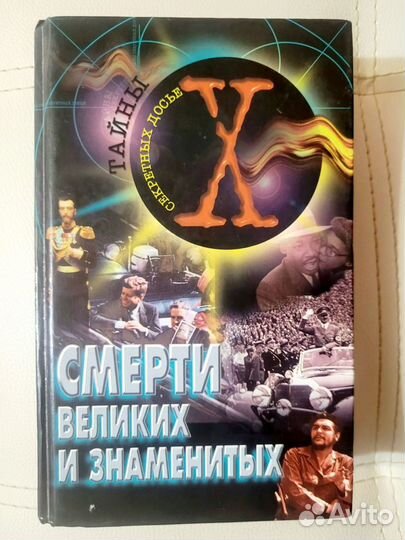 ТАЙНЫ
СЕКРЕТНЫХ ДОСЬЕ
X
СМЕРТИ
ВЕЛИКИХ
И ЗНАМЕНИТЫХ
Avito